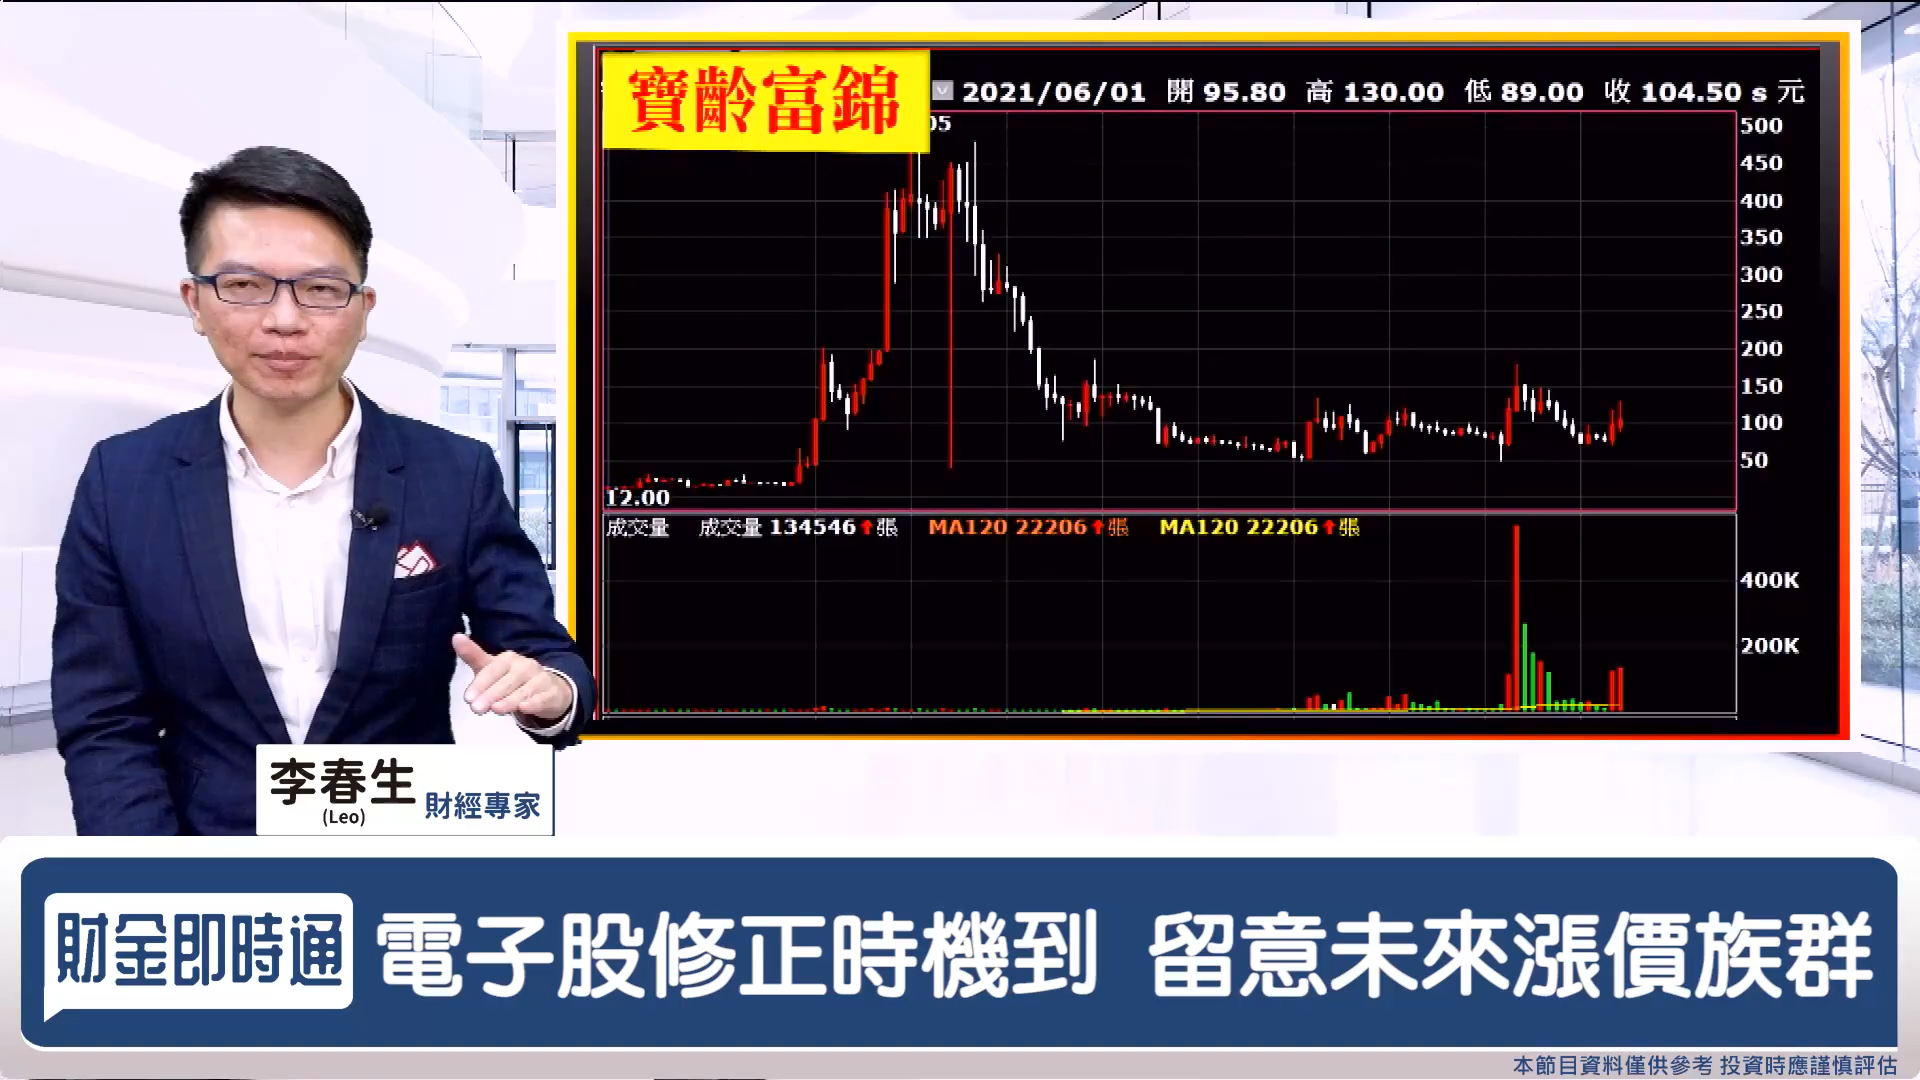 寶齡富錦
2021/06/01 開 95.80 高 130.00 低 89.00 收 104.50 s 元
05
500
450
400
350
300
250
200
150
100
50
12.00
成交量 成交量 134546↑張 MA120 22206↑張 MA120 22206↑張
400K
200K
李春生 財經專家
(Leo)
財金即時通 電子股修正時機到 留意未來漲價族群
本節目資料僅供參考 投資時應謹慎評估